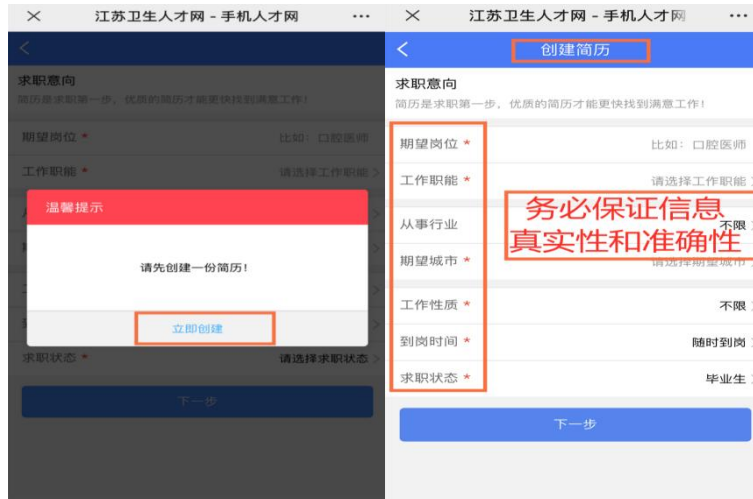 江苏卫生人才网 - 手机人才网
求职意向
简历是求职第一步，优质的简历才能更快找到满意工作!
期望岗位 *
比如：口腔医师
工作职能 *
请选择工作职能
温馨提示
请先创建一份简历!
立即创建
求职状态 *
请选择求职状态
下一步
江苏卫生人才网 - 手机人才网
创建简历
求职意向
简历是求职第一步，优质的简历才能更快找到满意工作!
期望岗位 *
比如：口腔医师
工作职能 *
请选择工作职能
务必保证信息
真实性和准确性
从事行业
不限
期望城市 *
请选择期望城市
工作性质 *
不限
到岗时间 *
随时到岗
求职状态 *
毕业生
下一步